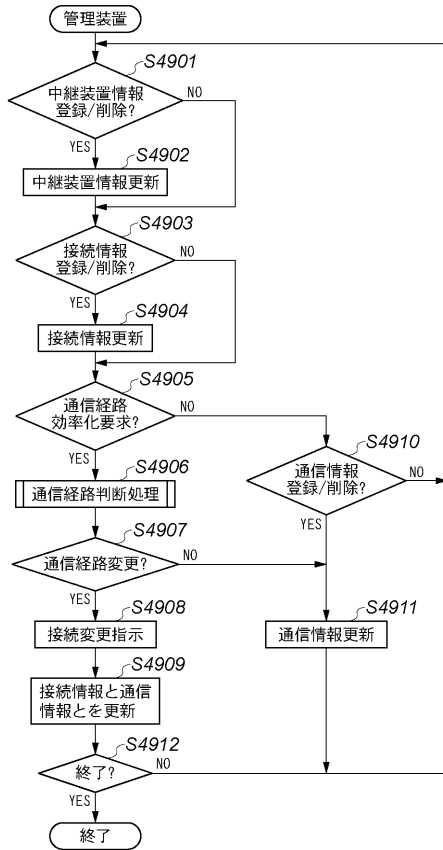 管理装置
S4901
中継装置情報
登録/削除?
NO
YES
S4902
中継装置情報更新
S4903
接続情報
登録/削除?
NO
YES
S4904
接続情報更新
S4905
通信経路
効率化要求?
NO
YES
S4906
通信経路判断処理
S4910
通信情報
登録/削除?
NO
YES
S4907
通信経路変更?
NO
YES
S4908
接続変更指示
S4911
通信情報更新
S4909
接続情報と通信
情報とを更新
S4912
終了?
NO
YES
終了